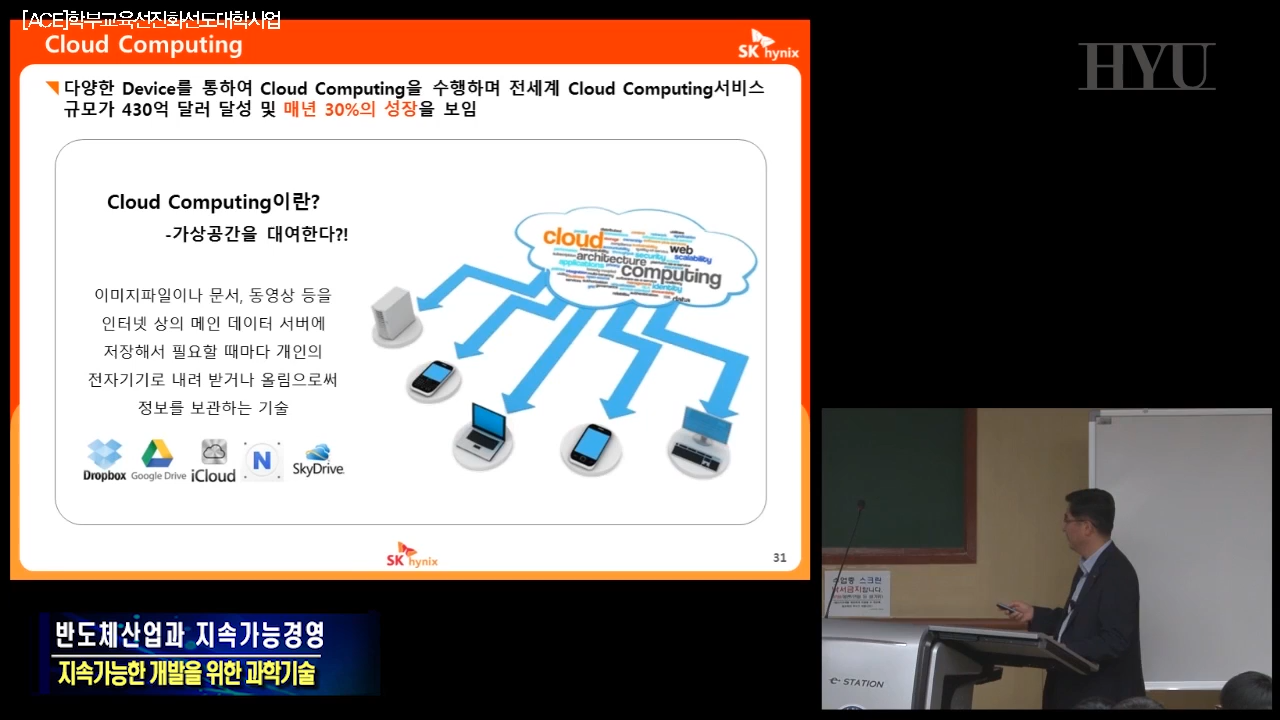 [ACE]학부교육선진화선도대학사업
Cloud Computing
SK hynix
HYU
다양한 Device를 통하여 Cloud Computing을 수행하며 전세계 Cloud Computing서비스
규모가 430억 달러 달성 및 매년 30%의 성장을 보임
Cloud Computing이란?
-가상공간을 대여한다?!
이미지파일이나 문서, 동영상 등을
인터넷 상의 메인 데이터 서버에
저장해서 필요할 때마다 개인의
전자기기로 내려 받거나 올림으로써
정보를 보관하는 기술
cloud
web
scalability
security
architecture
applications
computing
identity
data
Dropbox
Google Drive
iCloud
N
SkyDrive
SK hynix
31
반도체산업과 지속가능경영
지속가능한 개발을 위한 과학기술
수업중 스크린
e-STATION